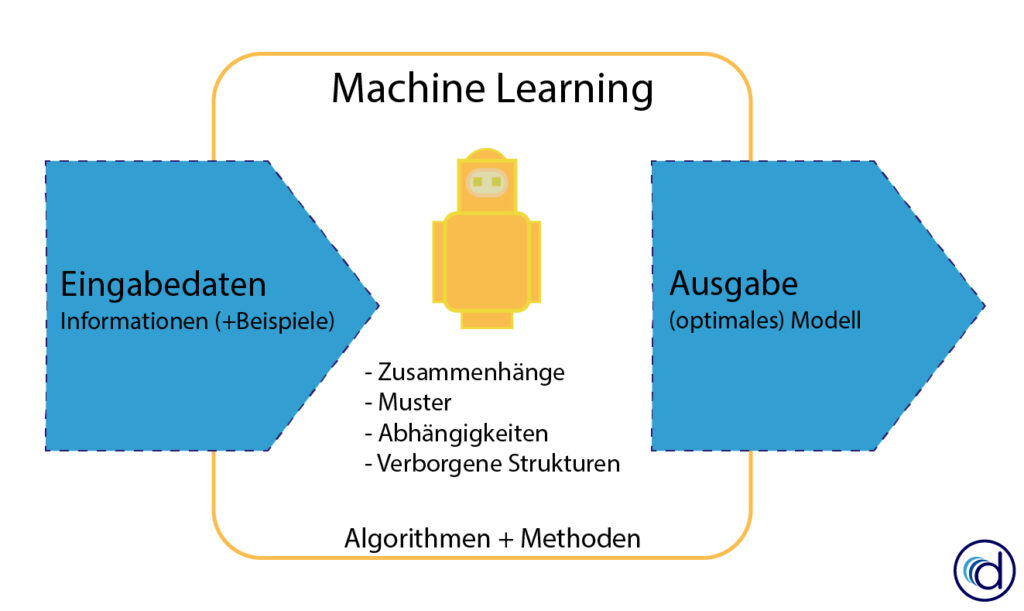 Machine Learning
Eingabedaten
Informationen (+Beispiele)
- Zusammenhänge
- Muster
- Abhängigkeiten
- Verborgene Strukturen
Algorithmen + Methoden
Ausgabe
(optimales) Modell
d